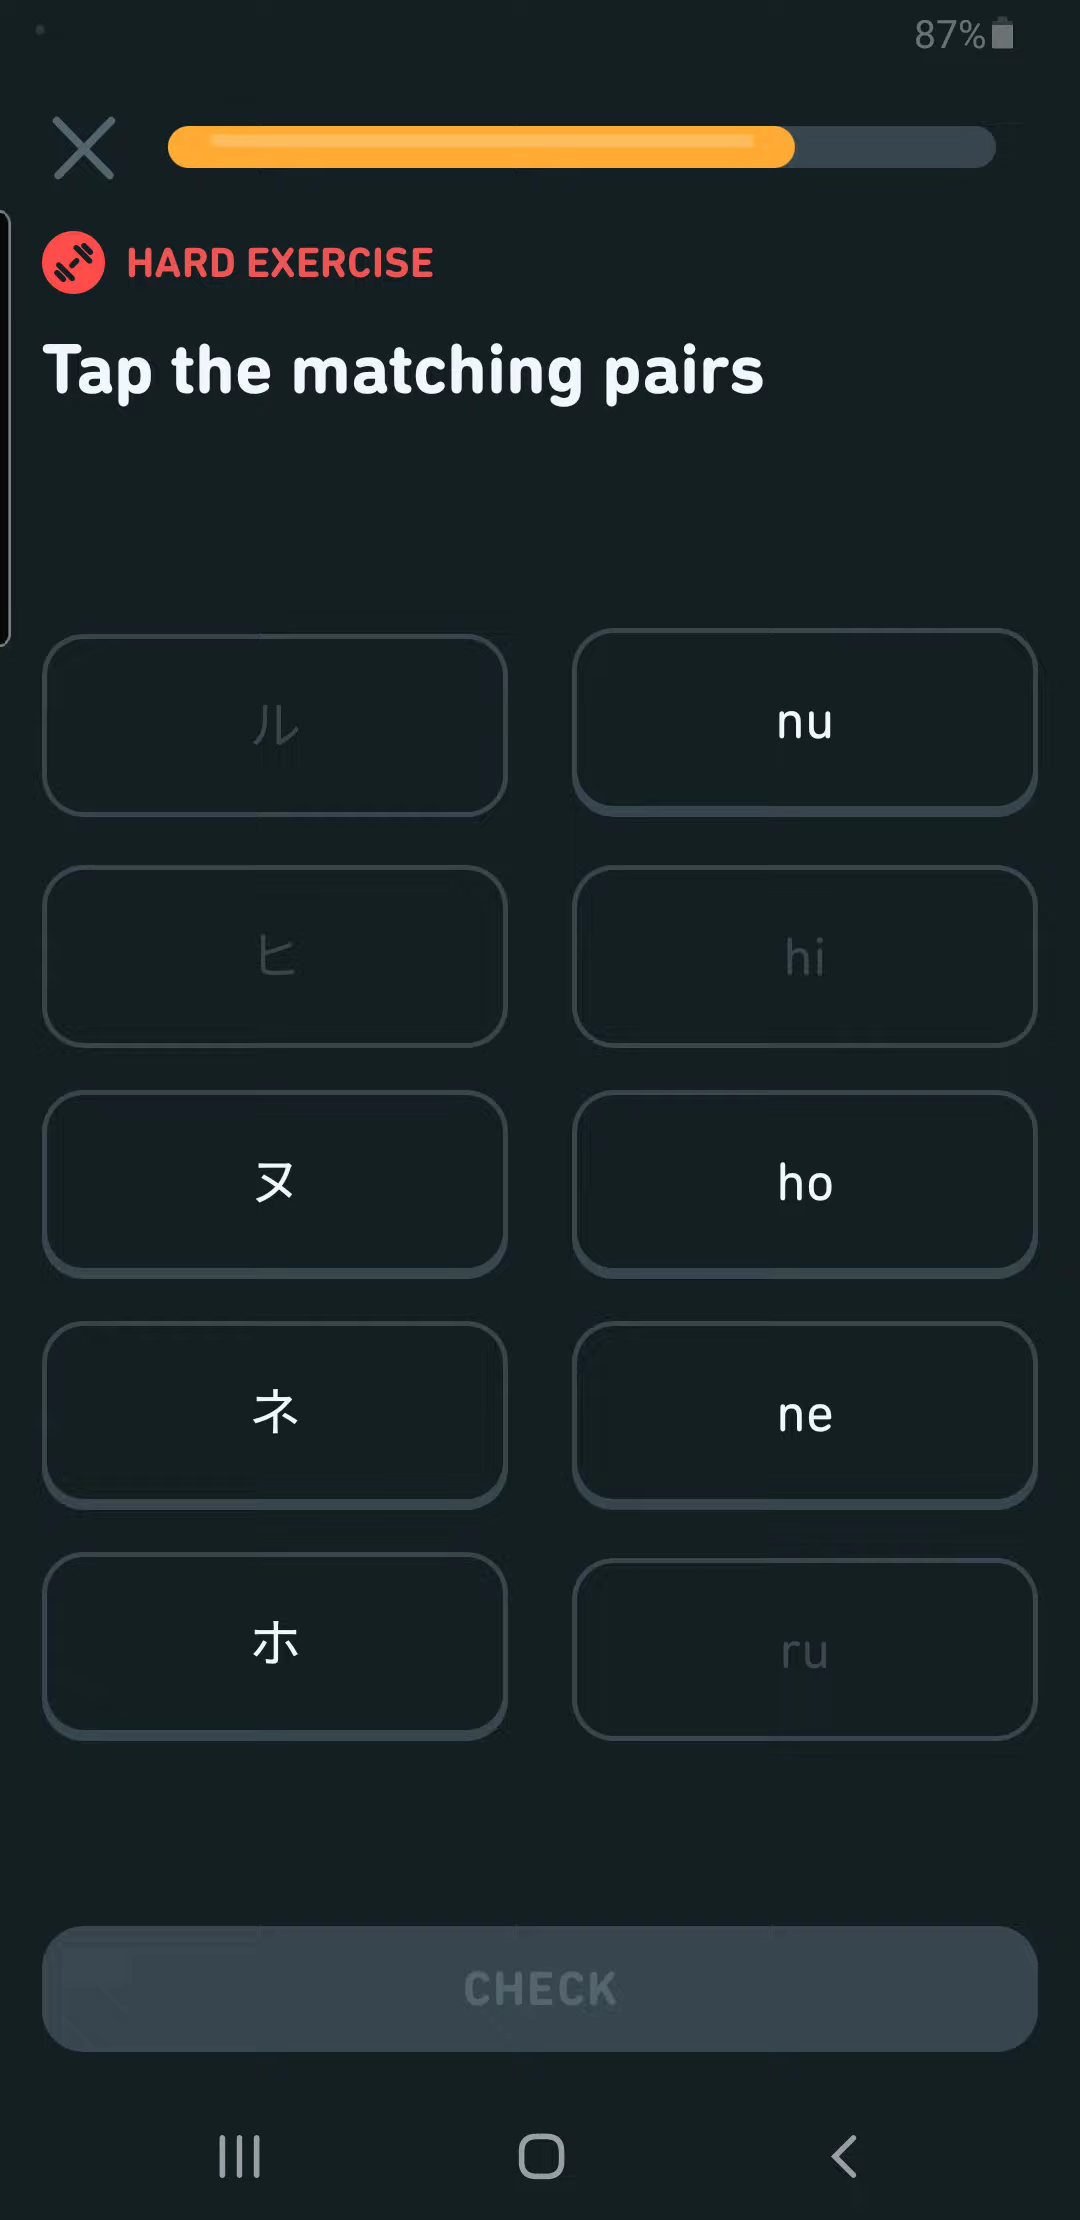 87%
HARD EXERCISE
Tap the matching pairs
ル nu
ヒ hi
ヌ ho
ネ ne
ホ ru
CHECK